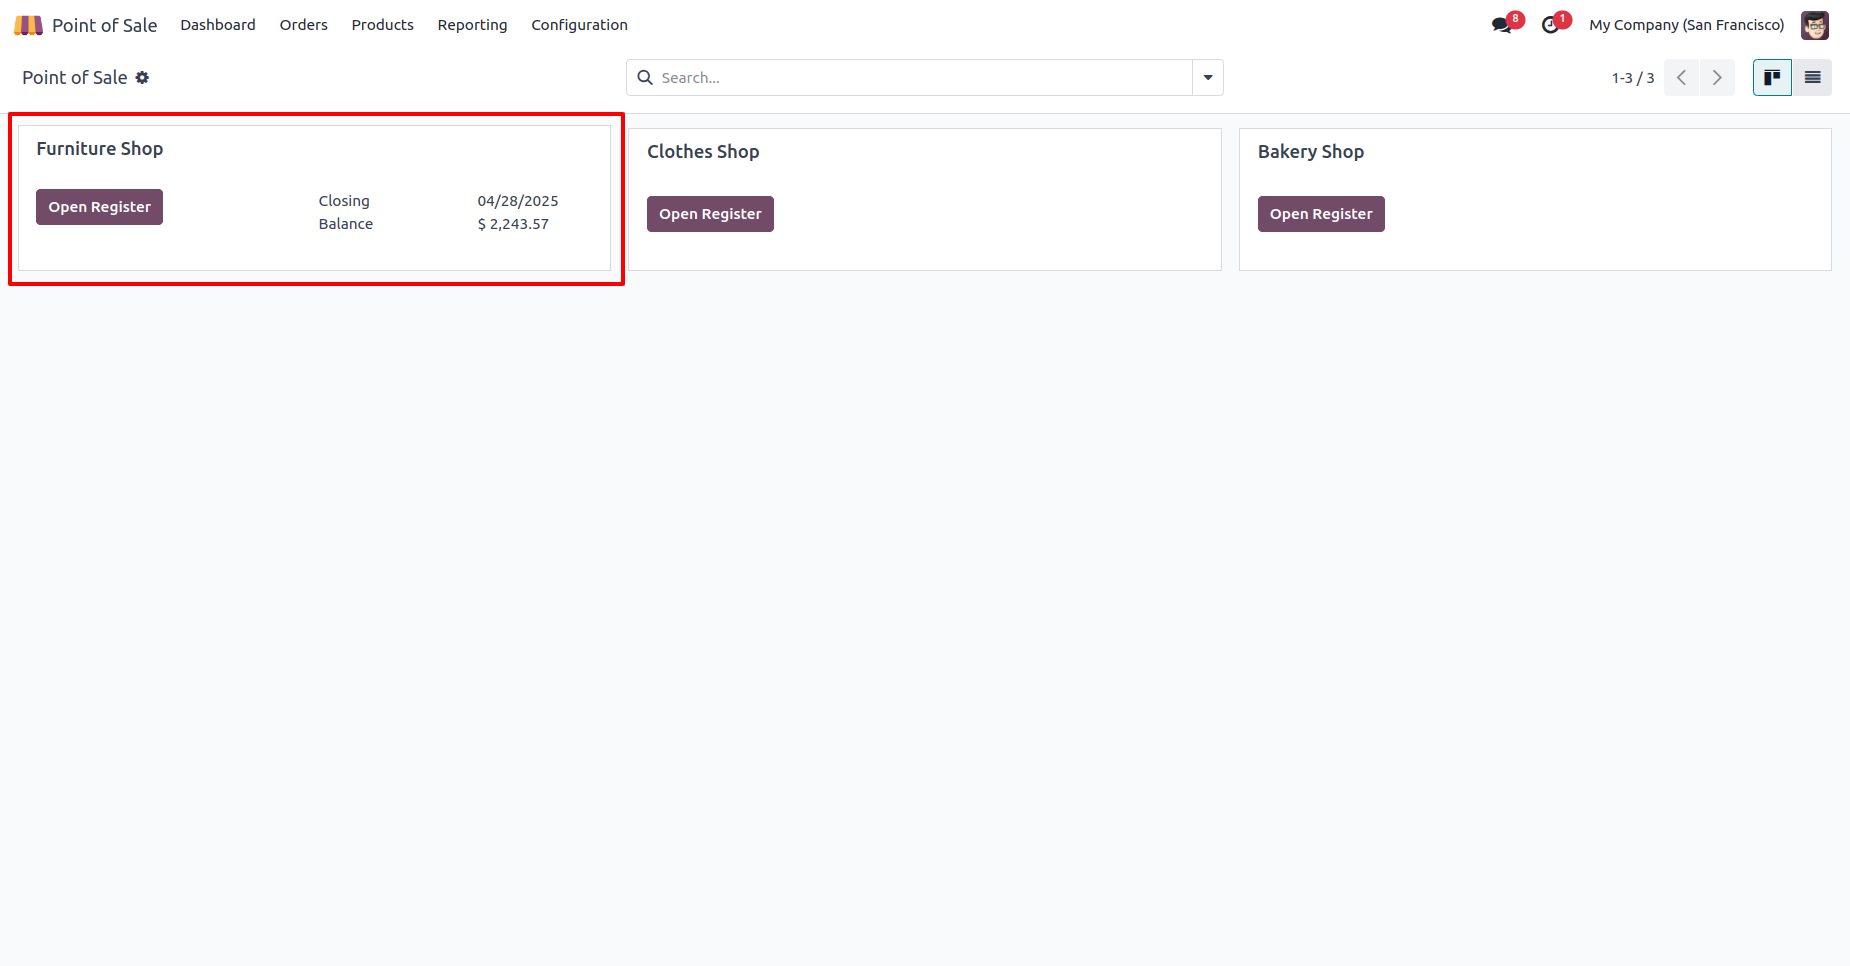 Point of Sale Dashboard Orders Products Reporting Configuration 8 1 My Company (San Francisco)
Point of Sale Search... 1-3 / 3
Furniture Shop
Open Register
Closing 04/28/2025
Balance $ 2,243.57
Clothes Shop
Open Register
Bakery Shop
Open Register